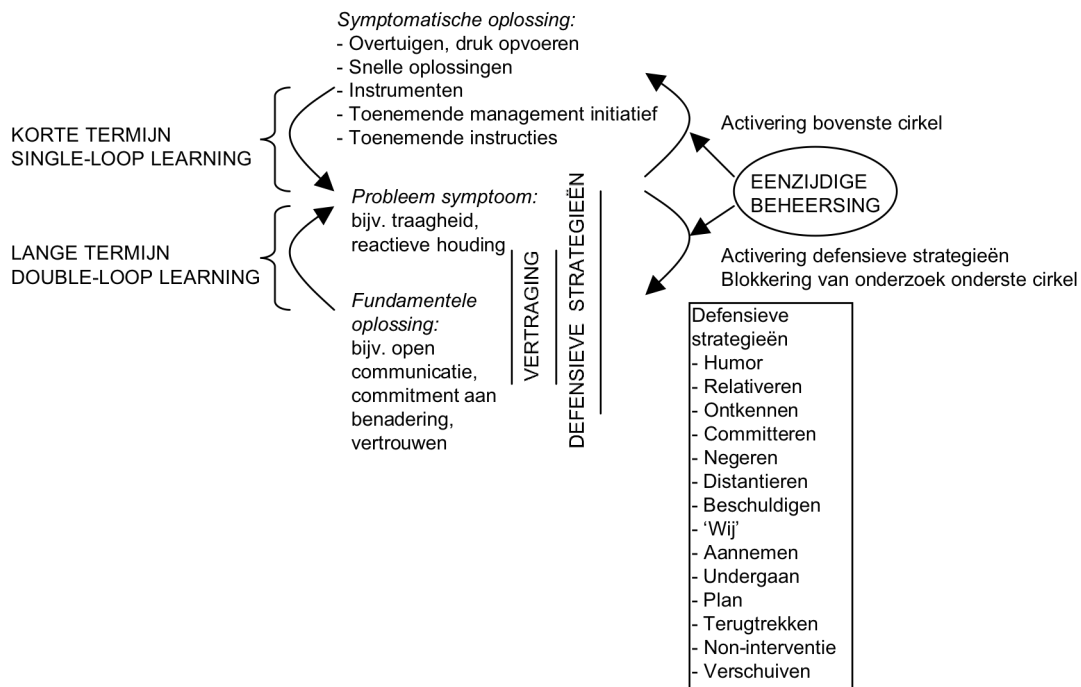 Symptomatische oplossing:
- Overtuigen, druk opvoeren
- Snelle oplossingen
- Instrumenten
- Toenemende management initiatief
- Toenemende instructies
KORTE TERMIJN
SINGLE-LOOP LEARNING
Probleem symptoom:
bijv. traagheid,
reactieve houding
LANGE TERMIJN
DOUBLE-LOOP LEARNING
Fundamentele
oplossing:
bijv. open
communicatie,
commitment aan
benadering,
vertrouwen
VERTRAGING
DEFENSIEVE STRATEGIEËN
Activering bovenste cirkel
EENZIJDIGE
BEHEERSING
Activering defensieve strategieën
Blokkering van onderzoek onderste cirkel
Defensieve
strategieën
- Humor
- Relativeren
- Ontkennen
- Committeren
- Negeren
- Distantieren
- Beschuldigen
- ‘Wij’
- Aannemen
- Undergaan
- Plan
- Terugtrekken
- Non-interventie
- Verschuiven